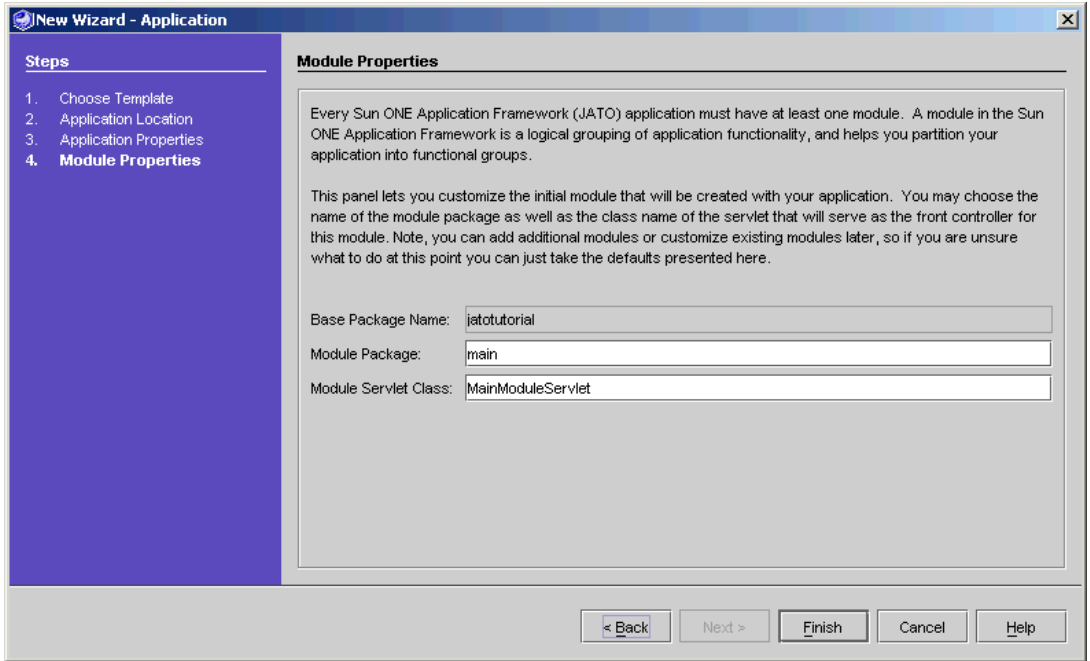 New Wizard - Application
Steps
1. Choose Template
2. Application Location
3. Application Properties
4. Module Properties
Module Properties
Every Sun ONE Application Framework (JATO) application must have at least one module. A module in the Sun
ONE Application Framework is a logical grouping of application functionality, and helps you partition your
application into functional groups.
This panel lets you customize the initial module that will be created with your application. You may choose the
name of the module package as well as the class name of the servlet that will serve as the front controller for
this module. Note, you can add additional modules or customize existing modules later, so if you are unsure
what to do at this point you can just take the defaults presented here.
Base Package Name: jatotutorial
Module Package: main
Module Servlet Class: MainModuleServlet
< Back Next > Finish Cancel Help